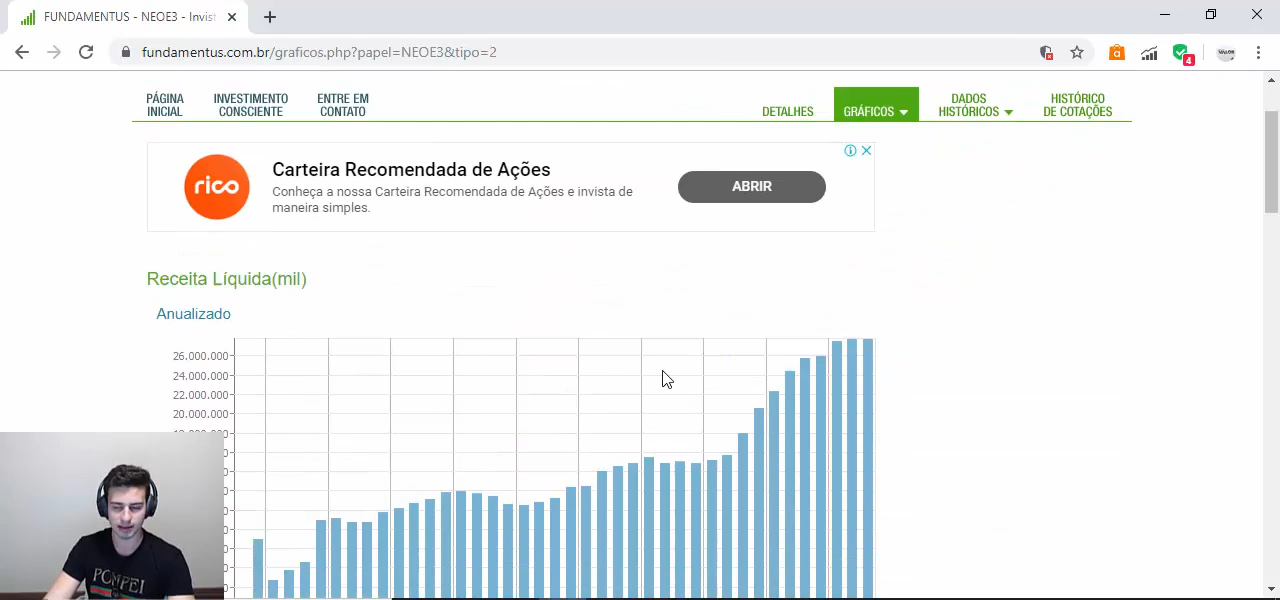 FUNDAMENTUS - NEOE3 - Invist
fundamentus.com.br/graficos.php?papel=NEOE3&tipo=2
4
PÁGINA
INICIAL
INVESTIMENTO
CONSCIENTE
ENTRE EM
CONTATO
DETALHES
GRÁFICOS
DADOS
HISTÓRICOS
HISTÓRICO
DE COTAÇÕES
rico
Carteira Recomendada de Ações
Conheça a nossa Carteira Recomendada de Ações e invista de
maneira simples.
ABRIR
Receita Líquida(mil)
Anualizado
26.000.000
24.000.000
22.000.000
20.000.000
POMPEI